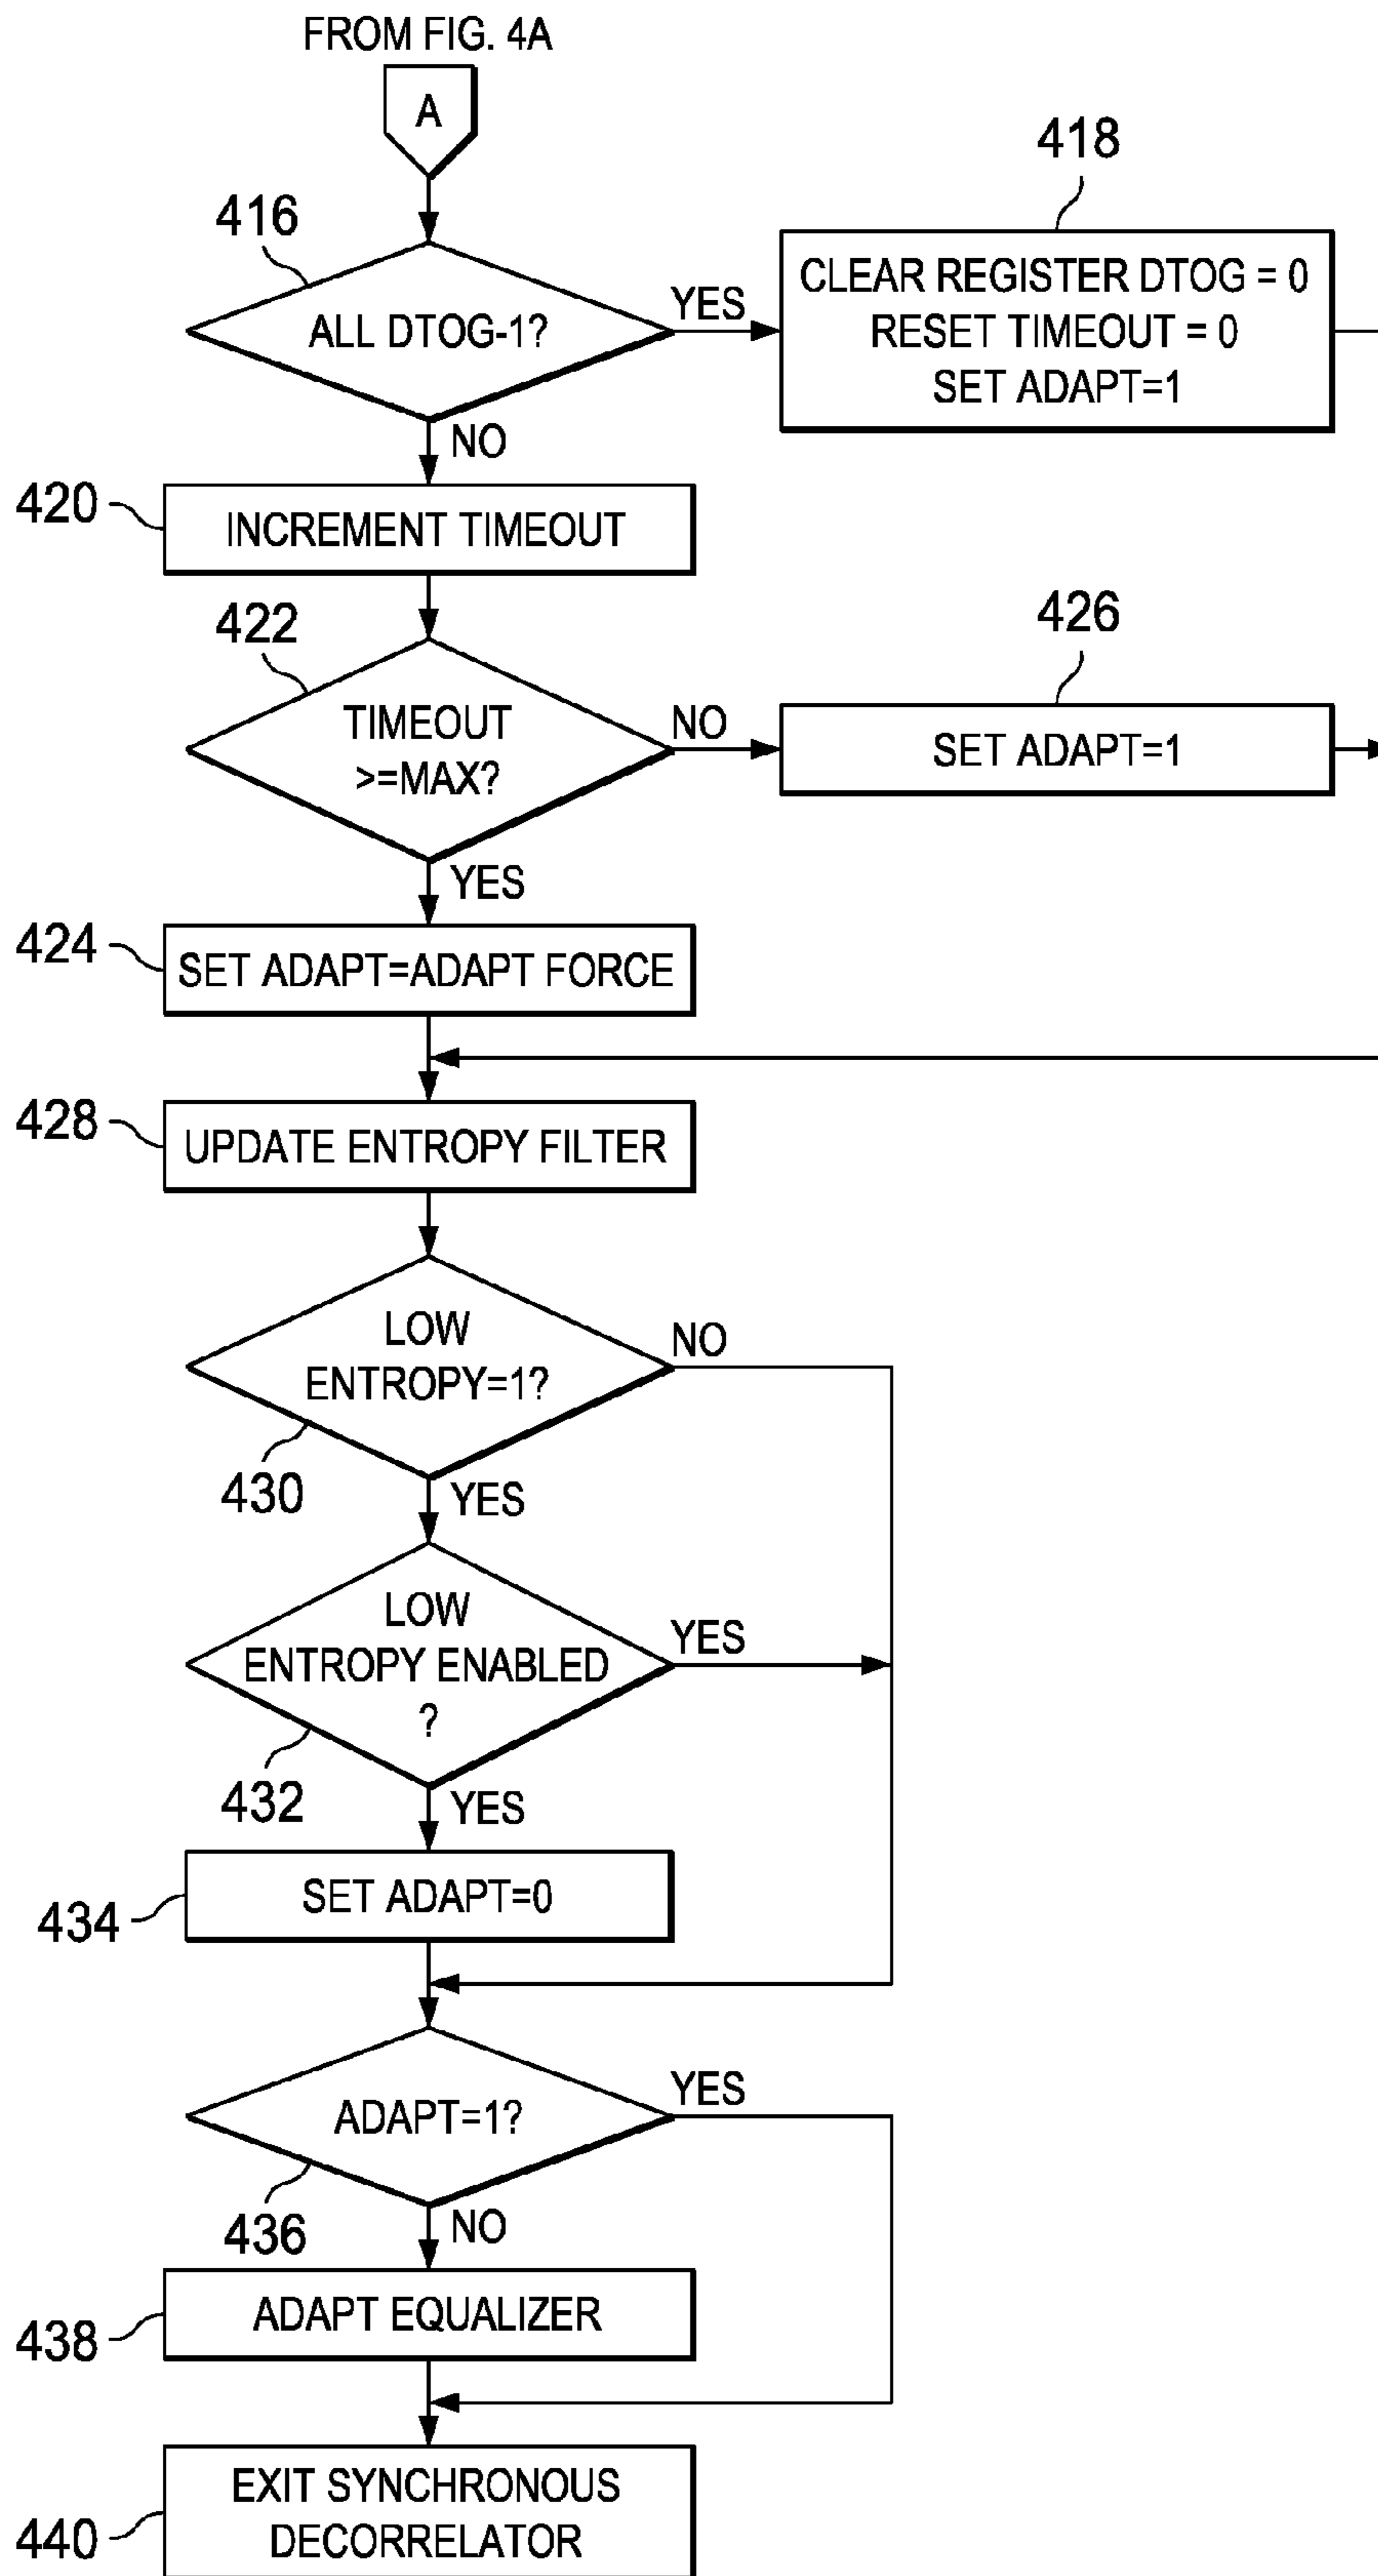 FROM FIG. 4A
A
416
ALL DTOG-1?
YES
NO
418
CLEAR REGISTER DTOG = 0
RESET TIMEOUT = 0
SET ADAPT=1
420
INCREMENT TIMEOUT
422
TIMEOUT
>=MAX?
NO
YES
426
SET ADAPT=1
424
SET ADAPT=ADAPT FORCE
428
UPDATE ENTROPY FILTER
LOW
ENTROPY=1?
NO
430
YES
LOW
ENTROPY ENABLED
?
YES
432
YES
434
SET ADAPT=0
ADAPT=1?
YES
436
NO
438
ADAPT EQUALIZER
440
EXIT SYNCHRONOUS
DECORRELATOR